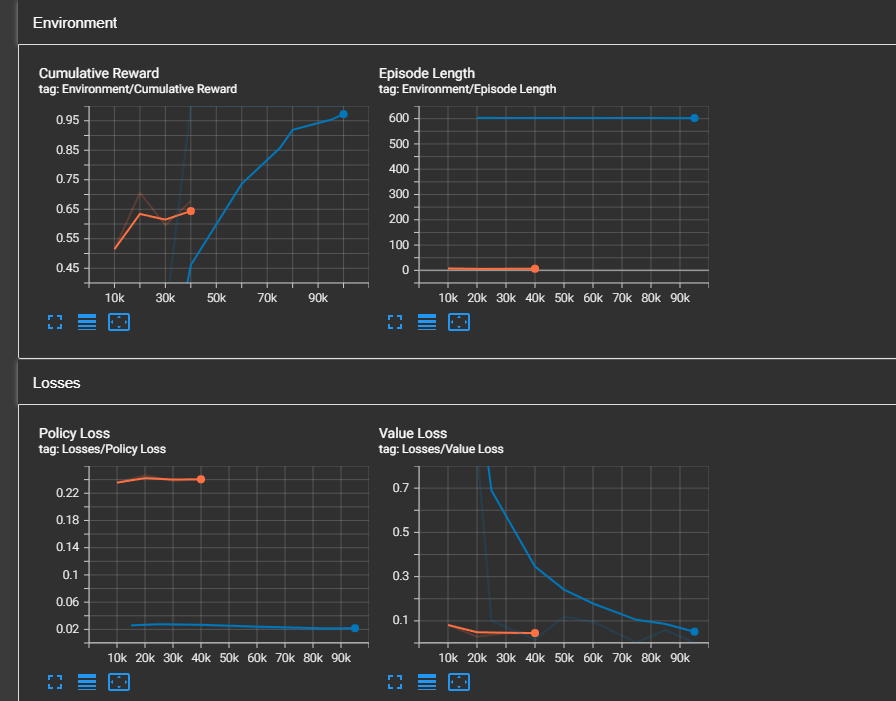 Environment
Cumulative Reward
tag: Environment/Cumulative Reward
0.95
0.85
0.75
0.65
0.55
0.45
10k 30k 50k 70k 90k
Episode Length
tag: Environment/Episode Length
600
500
400
300
200
100
0
10k 20k 30k 40k 50k 60k 70k 80k 90k
Losses
Policy Loss
tag: Losses/Policy Loss
0.22
0.18
0.14
0.1
0.06
0.02
10k 20k 30k 40k 50k 60k 70k 80k 90k
Value Loss
tag: Losses/Value Loss
0.7
0.5
0.3
0.1
10k 20k 30k 40k 50k 60k 70k 80k 90k